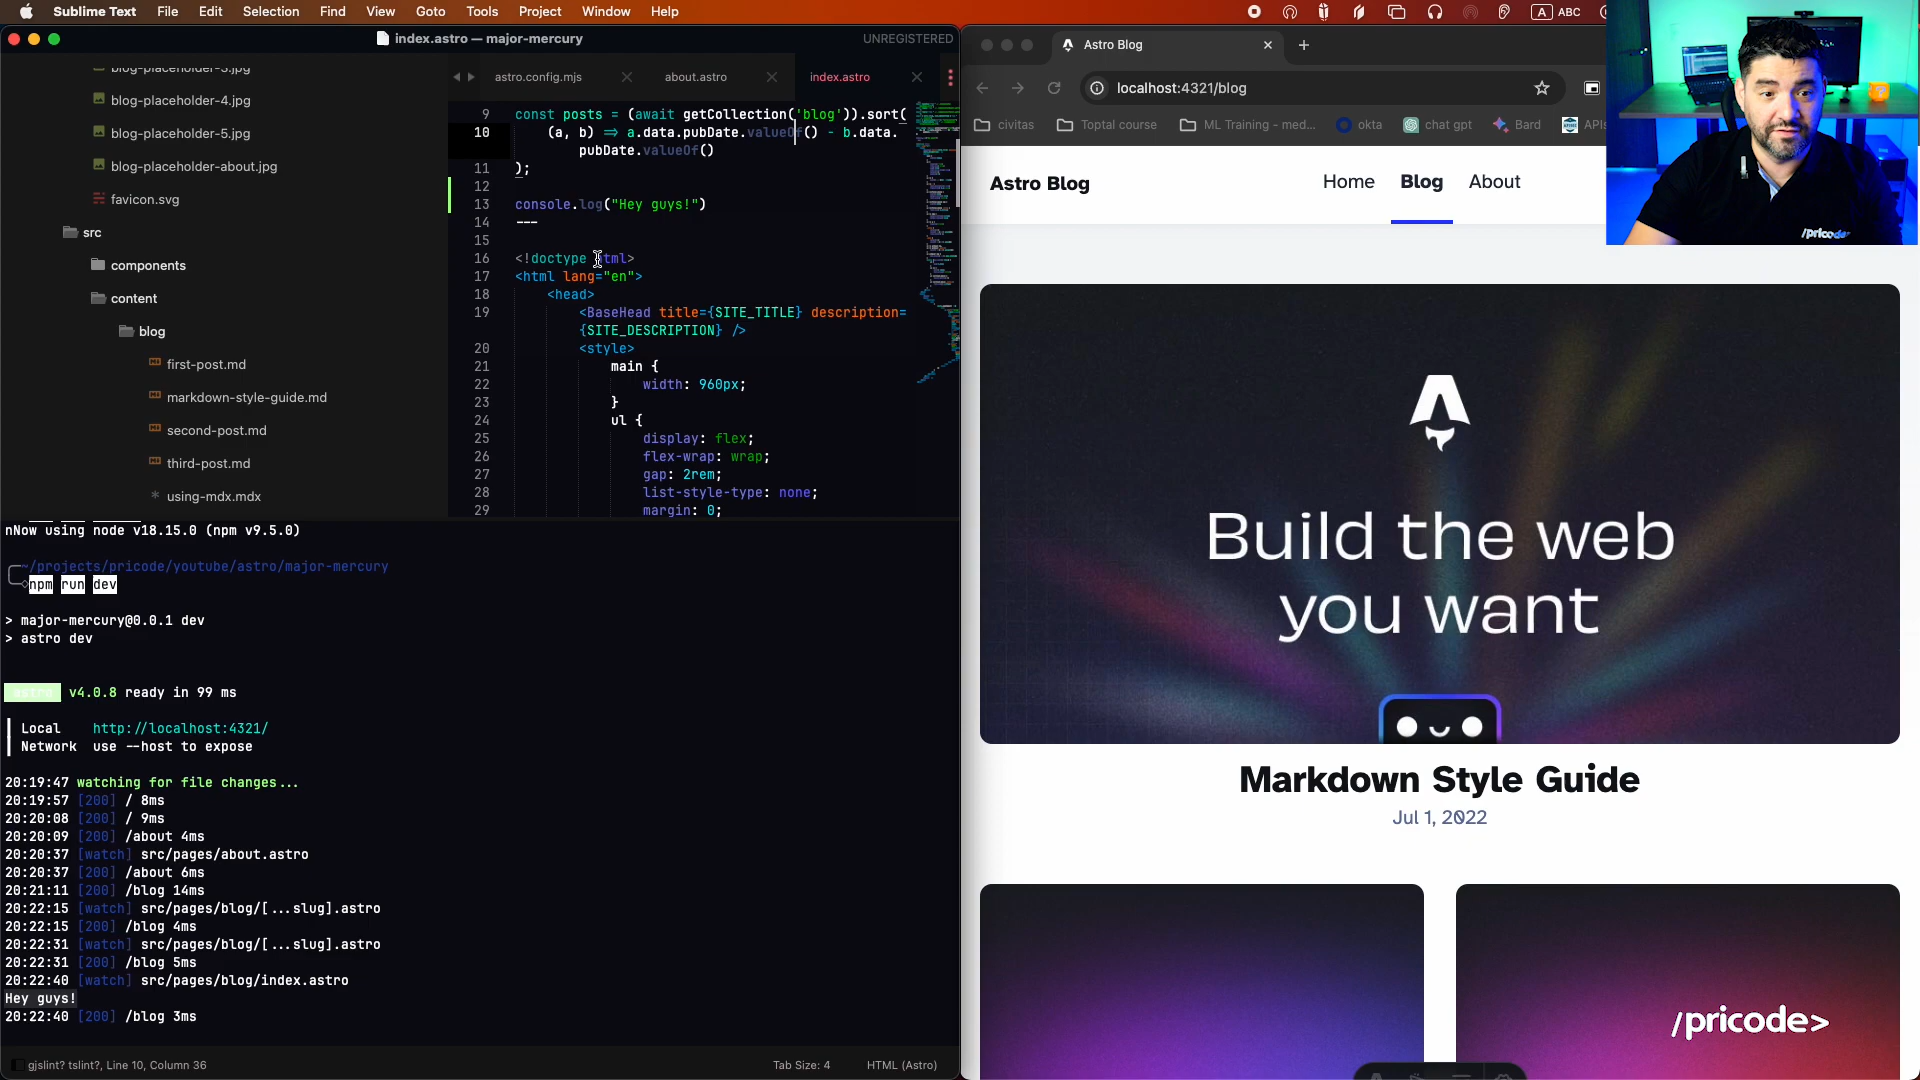 Sublime Text File Edit Selection Find View Goto Tools Project Window Help
A ABC
index.astro — major-mercury
UNREGISTERED
blog-placeholder-3.jpg
blog-placeholder-4.jpg
blog-placeholder-5.jpg
blog-placeholder-about.jpg
favicon.svg
src
components
content
blog
first-post.md
markdown-style-guide.md
second-post.md
third-post.md
using-mdx.mdx
astro.config.mjs
about.astro
index.astro
9 const posts = (await getCollection('blog')).sort(
10 (a, b) => a.data.pubDate.valueOf() - b.data.
pubDate.valueOf()
11 );
12
13 console.log("Hey guys!")
14 ---
15
16 <!doctype html>
17 <html lang="en">
18 <head>
19 <BaseHead title={SITE_TITLE} description=
{SITE_DESCRIPTION} />
20 <style>
21 main {
22 width: 960px;
23 }
24 ul {
25 display: flex;
26 flex-wrap: wrap;
27 gap: 2rem;
28 list-style-type: none;
29 margin: 0;
nNow using node v18.15.0 (npm v9.5.0)
~/projects/pricode/youtube/astro/major-mercury
npm run dev
> major-mercury@0.0.1 dev
> astro dev
astro v4.0.8 ready in 99 ms
Local http://localhost:4321/
Network use --host to expose
20:19:47 watching for file changes...
20:19:57 [200] / 8ms
20:20:08 [200] / 9ms
20:20:09 [200] /about 4ms
20:20:37 [watch] src/pages/about.astro
20:20:37 [200] /about 6ms
20:21:11 [200] /blog 14ms
20:22:15 [watch] src/pages/blog/[...slug].astro
20:22:15 [200] /blog 4ms
20:22:31 [watch] src/pages/blog/[...slug].astro
20:22:31 [200] /blog 5ms
20:22:40 [watch] src/pages/blog/index.astro
Hey guys!
20:22:40 [200] /blog 3ms
gjslint? tslint?, Line 10, Column 36
Tab Size: 4
HTML (Astro)
Astro Blog
localhost:4321/blog
civitas
Toptal course
ML Training - med...
okta
chat gpt
Bard
APIs
Astro Blog
Home
Blog
About
Build the web
you want
Markdown Style Guide
Jul 1, 2022
/pricode>
/pricode>